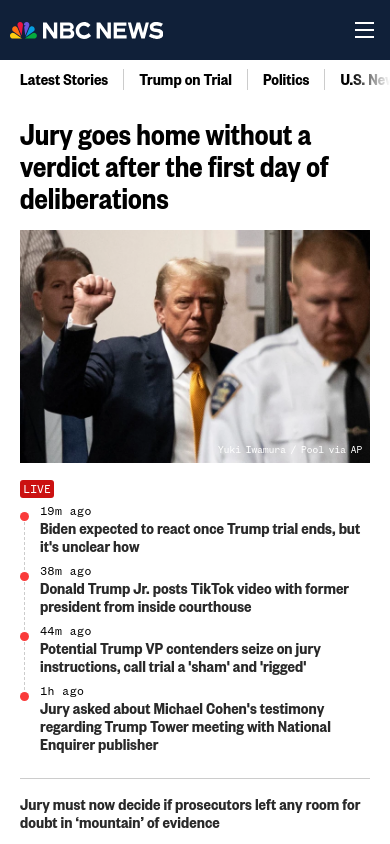 NBC NEWS
Latest Stories
Trump on Trial
Politics
U.S. Ne
Jury goes home without a
verdict after the first day of
deliberations
Yuki Iwamura / Pool via AP
LIVE
19m ago
Biden expected to react once Trump trial ends, but
it's unclear how
38m ago
Donald Trump Jr. posts TikTok video with former
president from inside courthouse
44m ago
Potential Trump VP contenders seize on jury
instructions, call trial a 'sham' and 'rigged'
1h ago
Jury asked about Michael Cohen's testimony
regarding Trump Tower meeting with National
Enquirer publisher
Jury must now decide if prosecutors left any room for
doubt in ‘mountain’ of evidence